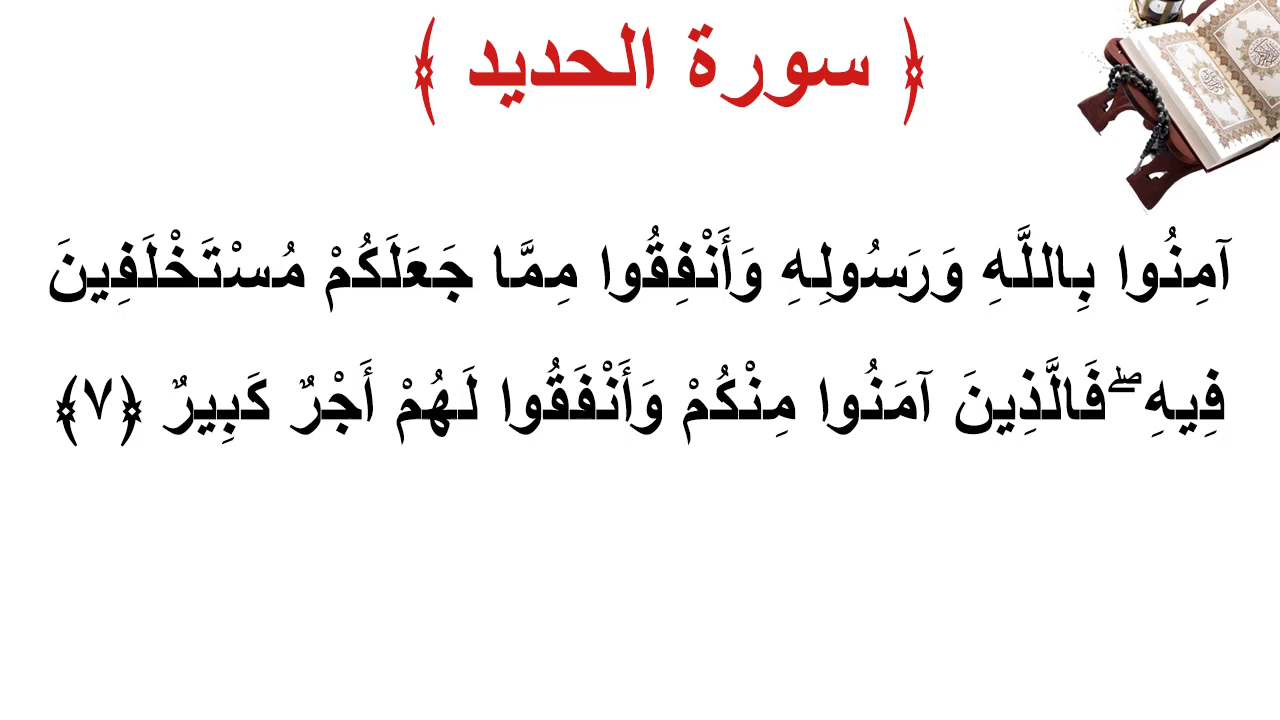 ﴿ سورة الحديد ﴾
آمِنُوا بِاللَّهِ وَرَسُولِهِ وَأَنْفِقُوا مِمَّا جَعَلَكُمْ مُسْتَخْلَفِينَ
فِيهِ ۖ فَالَّذِينَ آمَنُوا مِنْكُمْ وَأَنْفَقُوا لَهُمْ أَجْرٌ كَبِيرٌ ﴿٧﴾